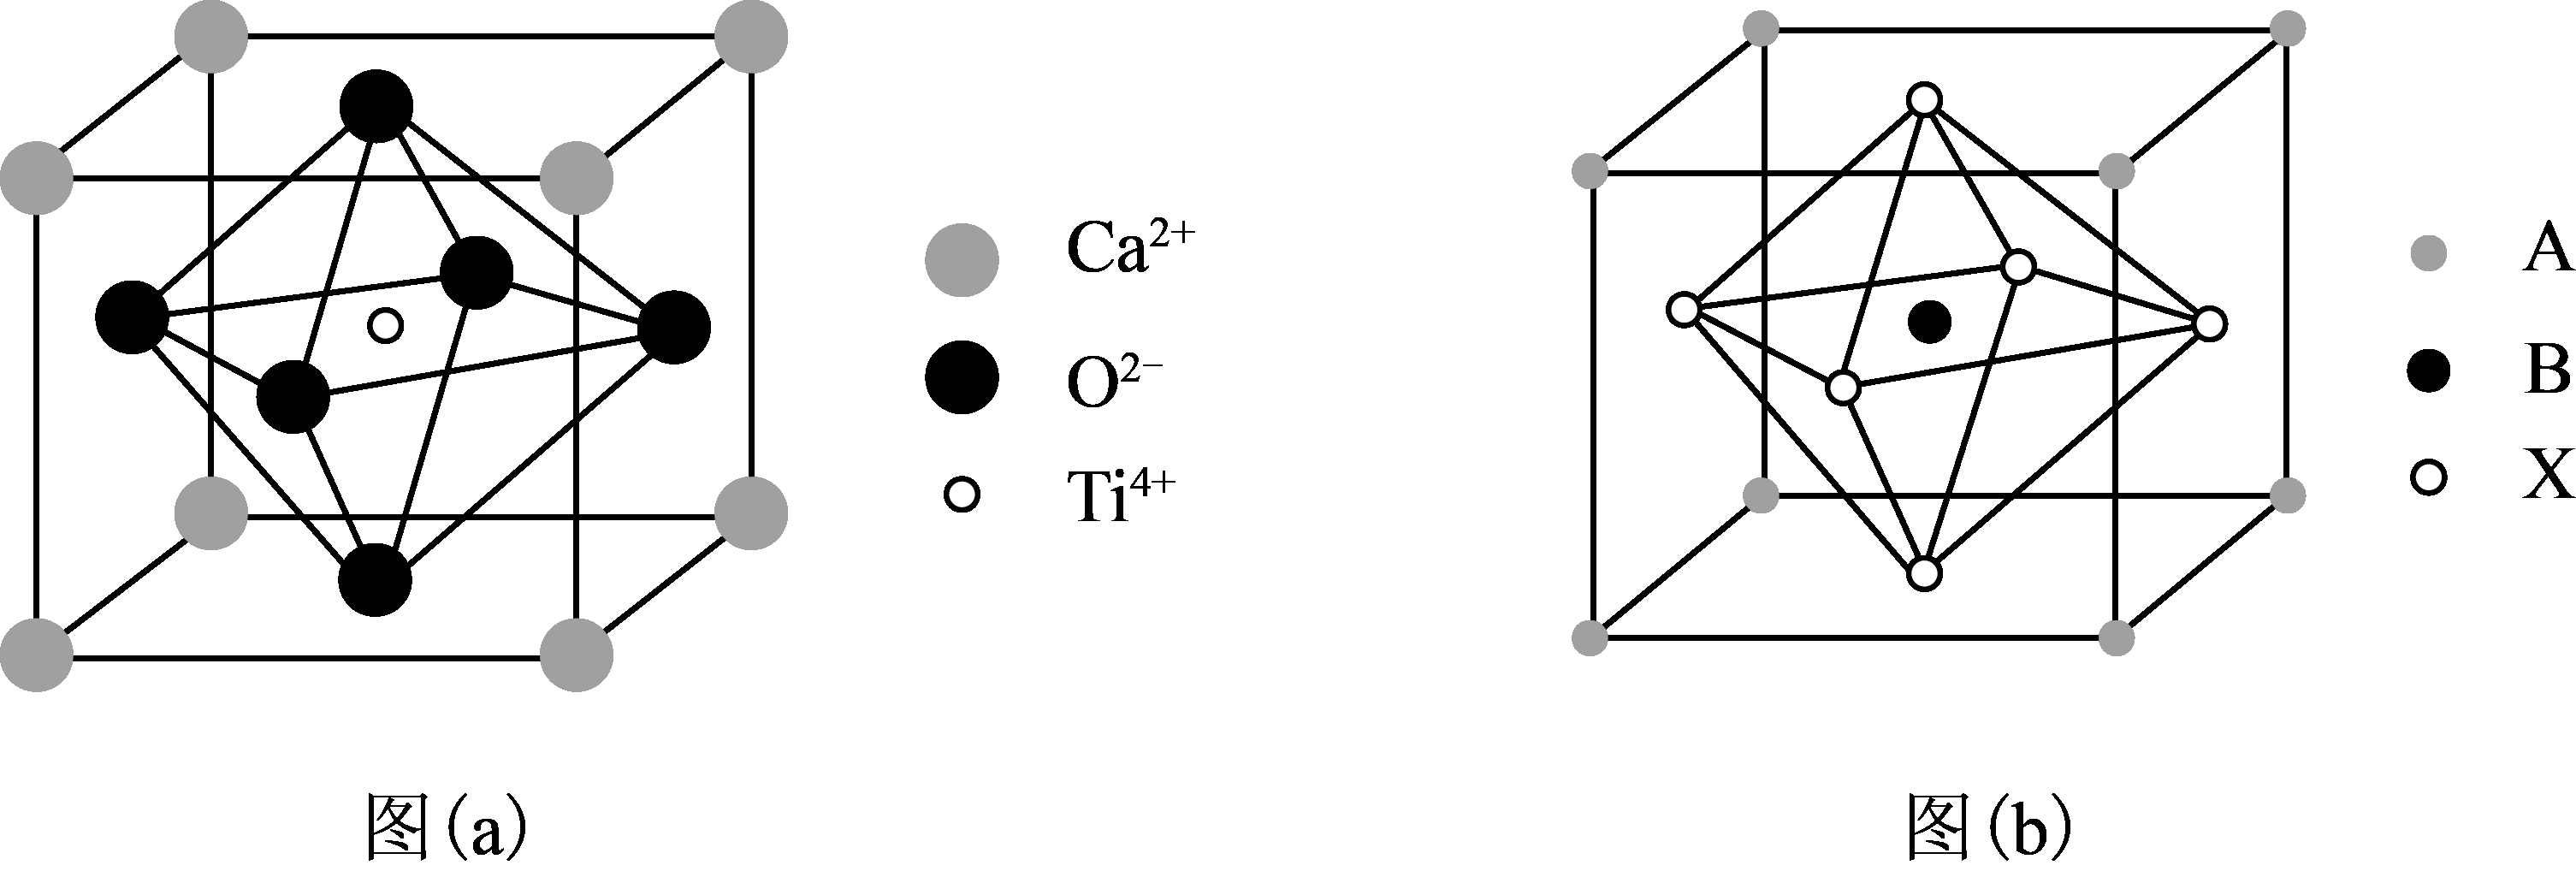 Ca²⁺
O²⁻
Ti⁴⁺
图(a)
A
B
X
图(b)